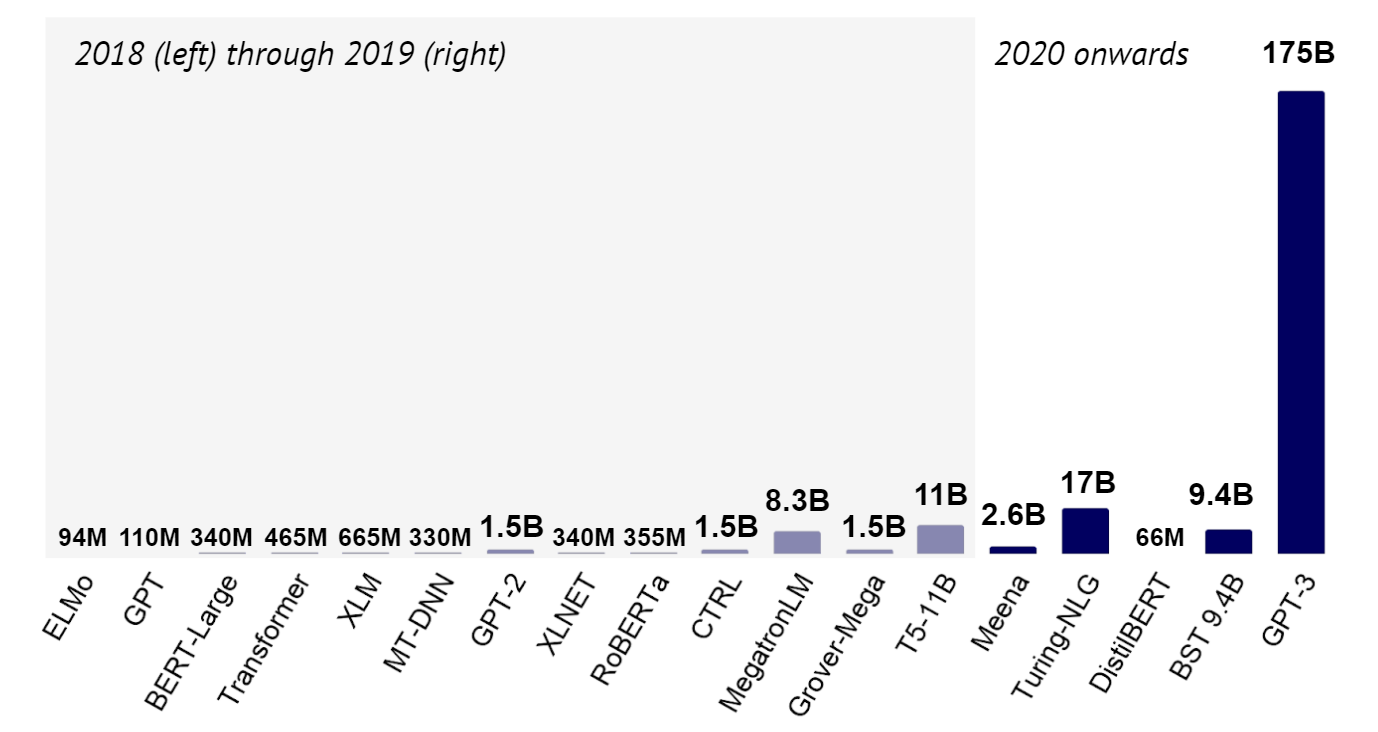 2018 (left) through 2019 (right)
2020 onwards
175B
94M
110M
340M
465M
665M
330M
1.5B
340M
355M
1.5B
8.3B
1.5B
11B
2.6B
17B
66M
9.4B
ELMo
GPT
BERT-Large
Transformer
XLM
MT-DNN
GPT-2
XLNET
RoBERTa
CTRL
MegatronLM
Grover-Mega
T5-11B
Meena
Turing-NLG
DistilBERT
BST 9.4B
GPT-3